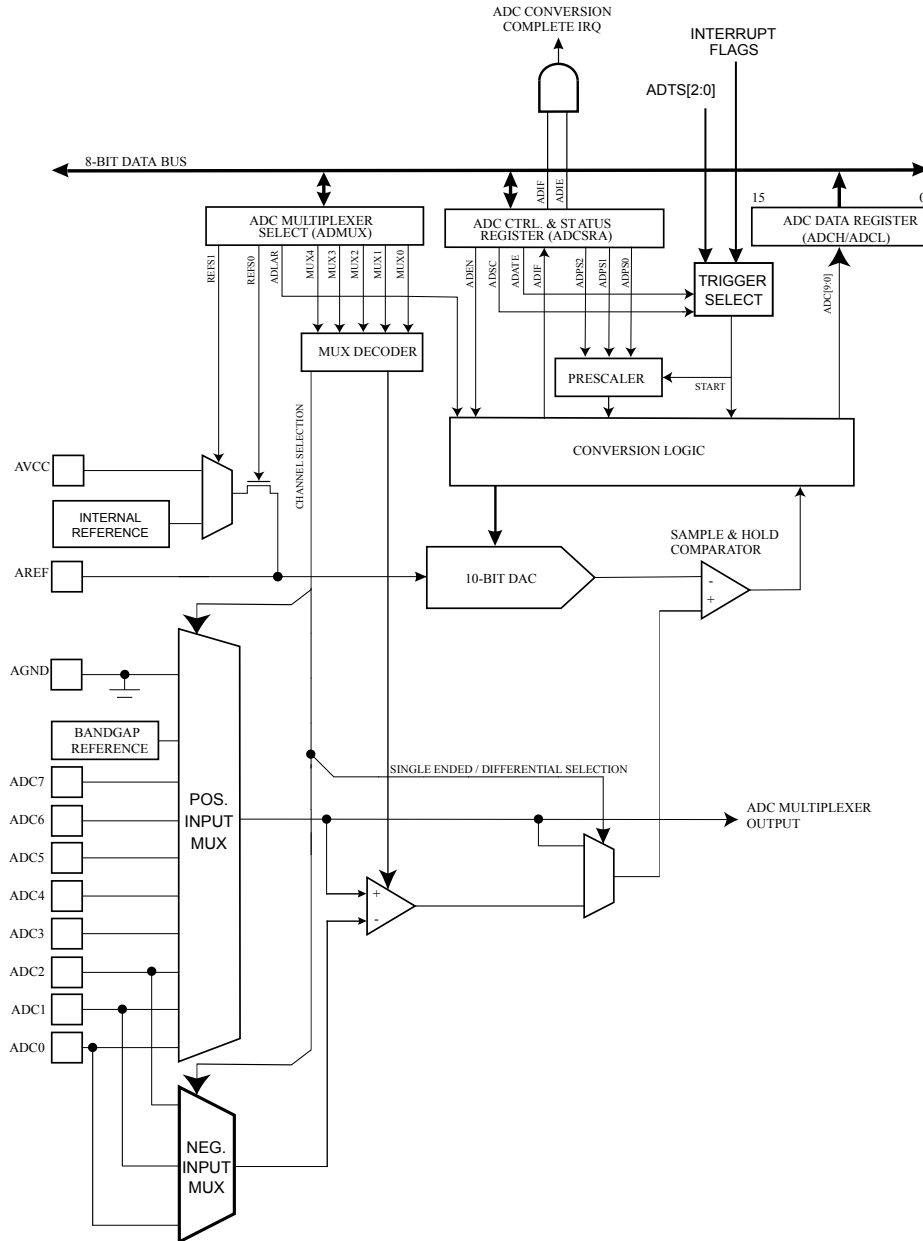 ADC CONVERSION
COMPLETE IRQ
INTERRUPT
FLAGS
ADTS[2:0]
8-BIT DATA BUS
ADIF
ADIE
15
0
ADC MULTIPLEXER
SELECT (ADMUX)
ADC CTRL. & STATUS
REGISTER (ADCSRA)
ADC DATA REGISTER
(ADCH/ADCL)
REFS1
REFS0
ADLAR
MUX4
MUX3
MUX2
MUX1
MUX0
ADEN
ADSC
ADATE
ADIF
ADPS2
ADPS1
ADPS0
TRIGGER
SELECT
ADC[9:0]
MUX DECODER
PRESCALER
START
CHANNEL SELECTION
CONVERSION LOGIC
AVCC
INTERNAL
REFERENCE
AREF
10-BIT DAC
SAMPLE & HOLD
COMPARATOR
-
+
AGND
BANDGAP
REFERENCE
ADC7
ADC6
ADC5
ADC4
ADC3
ADC2
ADC1
ADC0
POS.
INPUT
MUX
SINGLE ENDED / DIFFERENTIAL SELECTION
ADC MULTIPLEXER
OUTPUT
+
-
NEG.
INPUT
MUX